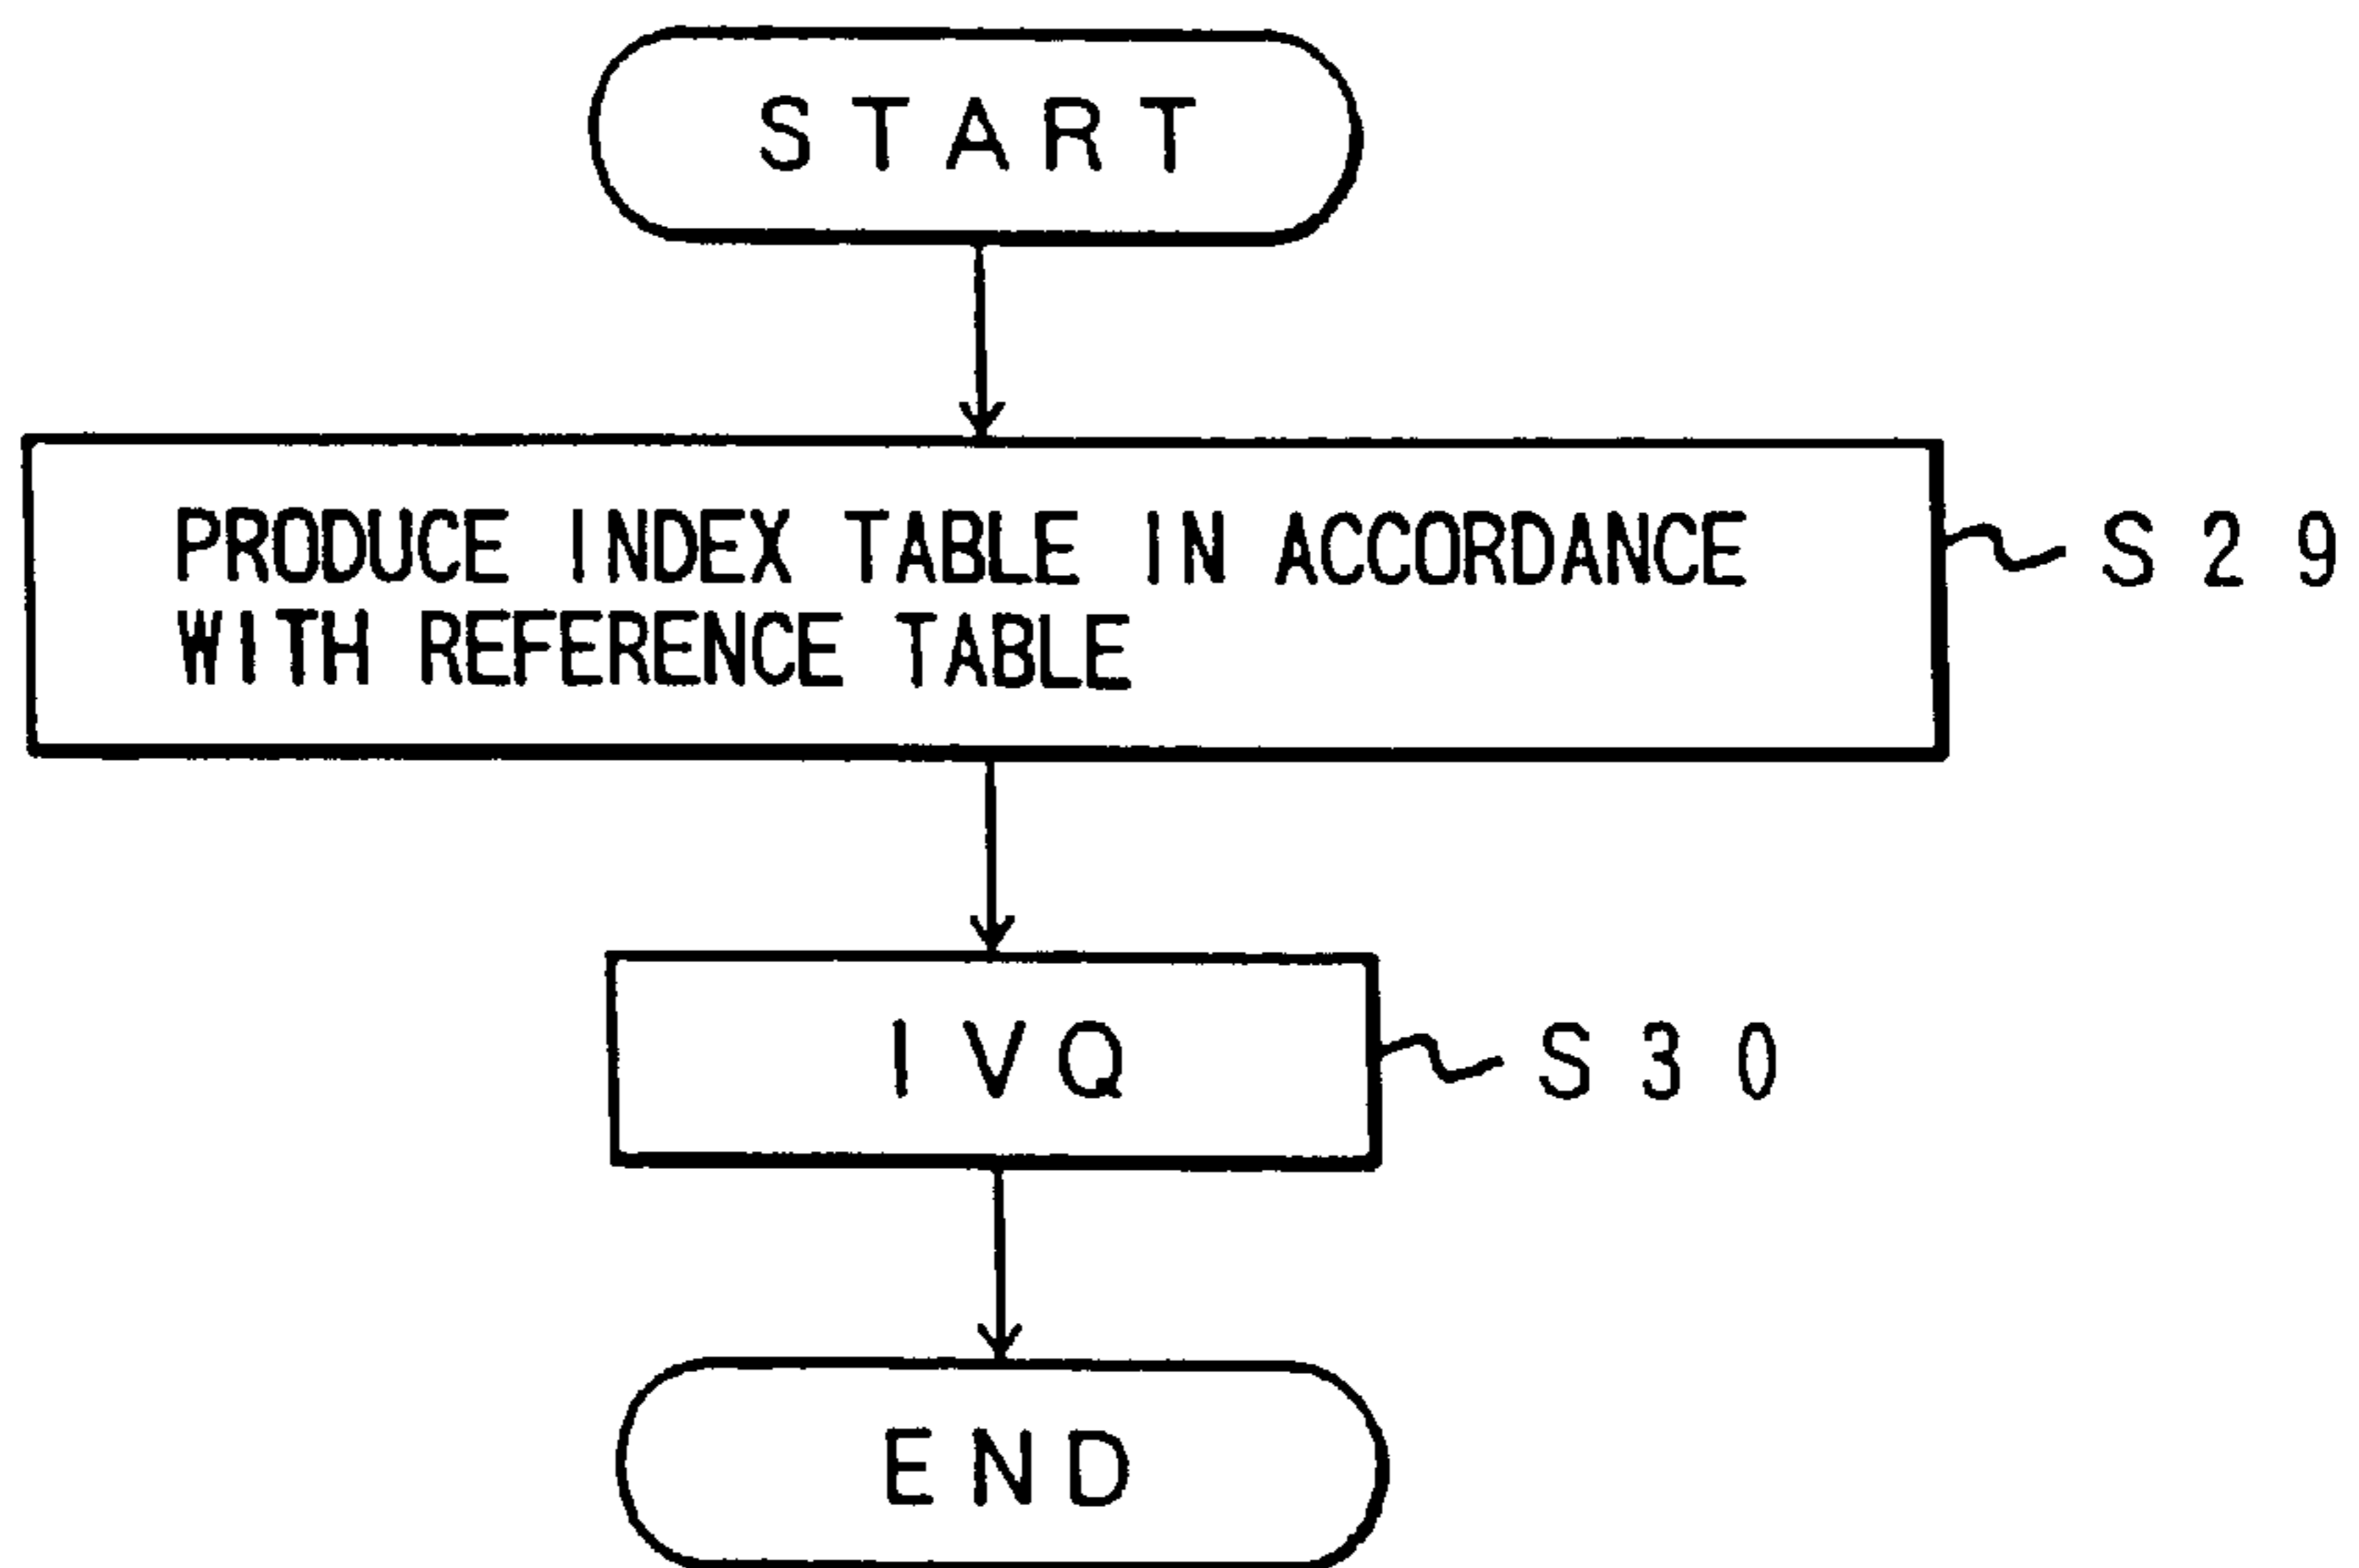 START
PRODUCE INDEX TABLE IN ACCORDANCE
WITH REFERENCE TABLE
S29
IVQ
S30
END